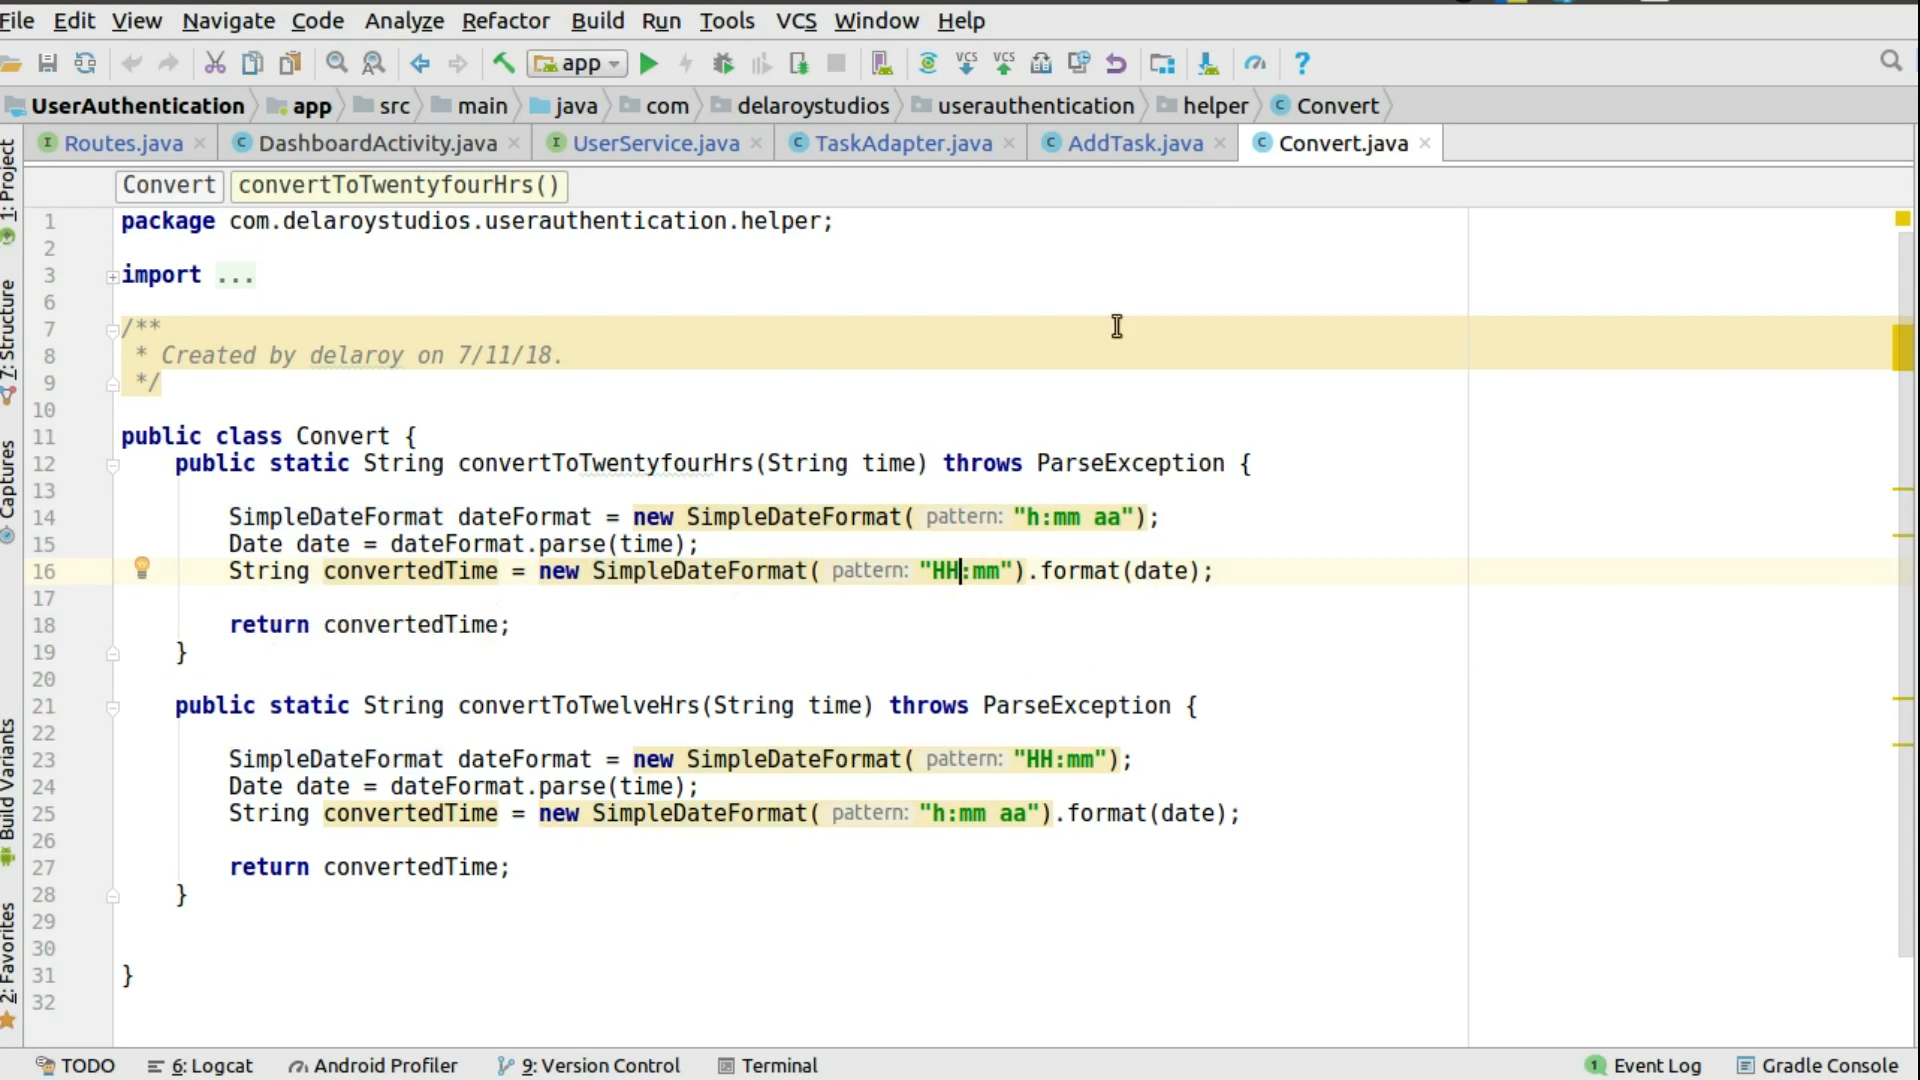 File Edit View Navigate Code Analyze Refactor Build Run Tools VCS Window Help
app VCS VCS ?
UserAuthentication app src main java com delaroystudios userauthentication helper Convert
Routes.java DashboardActivity.java UserService.java TaskAdapter.java AddTask.java Convert.java
Convert convertToTwentyfourHrs()
1 package com.delaroystudios.userauthentication.helper;
2
3 import ...
6
7 /**
8 * Created by delaroy on 7/11/18.
9 */
10
11 public class Convert {
12 public static String convertToTwentyfourHrs(String time) throws ParseException {
13
14 SimpleDateFormat dateFormat = new SimpleDateFormat( pattern: "h:mm aa");
15 Date date = dateFormat.parse(time);
16 String convertedTime = new SimpleDateFormat( pattern: "HH:mm").format(date);
17
18 return convertedTime;
19 }
20
21 public static String convertToTwelveHrs(String time) throws ParseException {
22
23 SimpleDateFormat dateFormat = new SimpleDateFormat( pattern: "HH:mm");
24 Date date = dateFormat.parse(time);
25 String convertedTime = new SimpleDateFormat( pattern: "h:mm aa").format(date);
26
27 return convertedTime;
28 }
29
30
31 }
32
1: Project
7: Structure
Captures
Build Variants
2: Favorites
TODO 6: Logcat Android Profiler 9: Version Control Terminal 1 Event Log Gradle Console